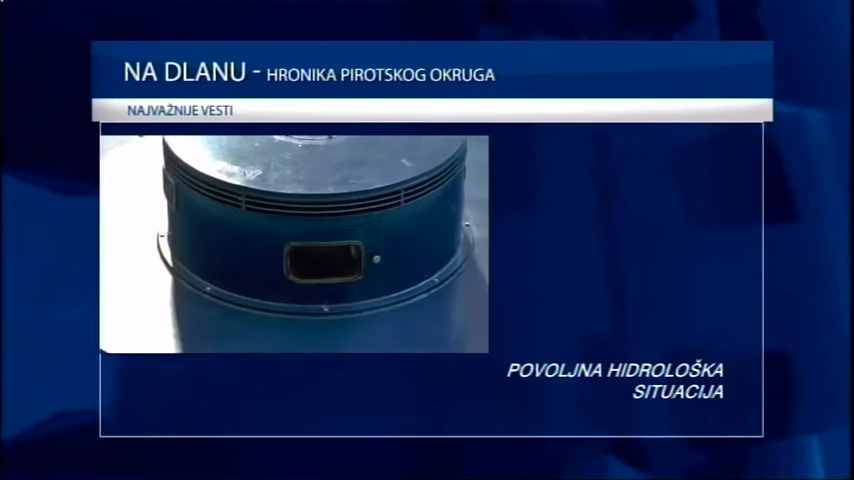 NA DLANU - HRONIKA PIROTSKOG OKRUGA
NAJVAŽNIJE VESTI
POVOLJNA HIDROLOŠKA
SITUACIJA